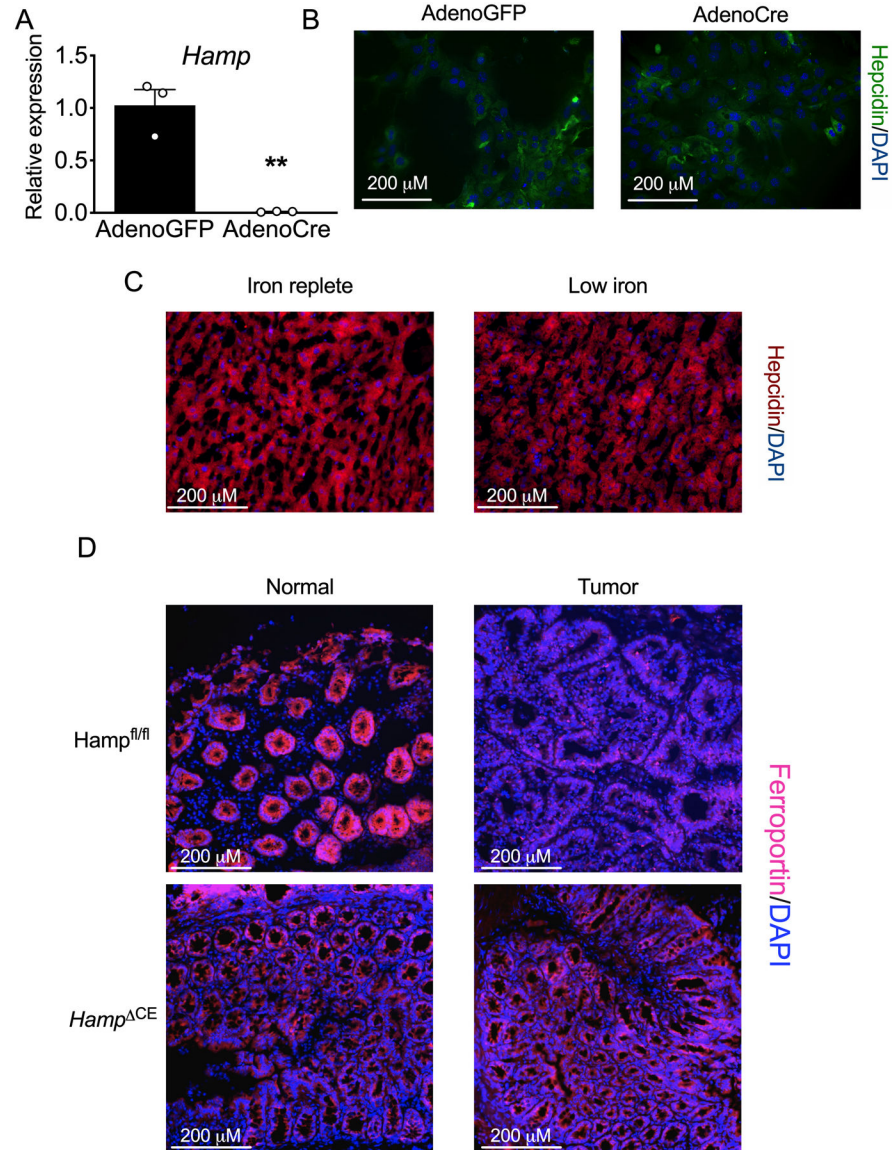 A
Hamp
Relative expression
1.5
1.0
0.5
0.0
**
AdenoGFP
AdenoCre
B
AdenoGFP
AdenoCre
200 µM
200 µM
Hepcidin/DAPI
C
Iron replete
Low iron
200 µM
200 µM
Hepcidin/DAPI
D
Normal
Tumor
Hamp^fl/fl
200 µM
200 µM
Hamp^ΔCE
200 µM
200 µM
Ferroportin/DAPI